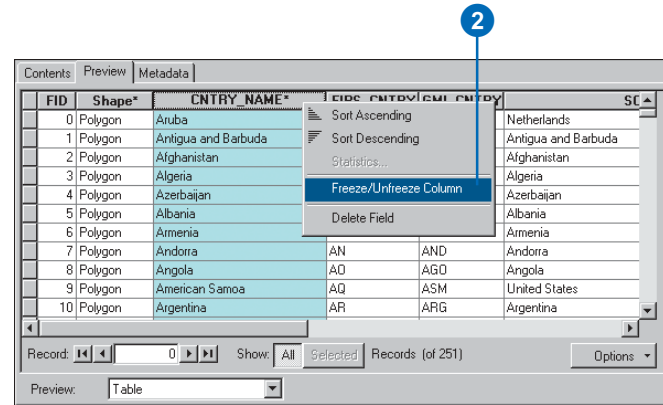 2
Contents Preview Metadata
FID Shape* CNTRY_NAME* FIPS_CNTRY GMI_CNTRY
0 Polygon Aruba Netherlands
1 Polygon Antigua and Barbuda Antigua and Barbuda
2 Polygon Afghanistan Afghanistan
3 Polygon Algeria Algeria
4 Polygon Azerbaijan Azerbaijan
5 Polygon Albania Albania
6 Polygon Armenia Armenia
7 Polygon Andorra AN AND Andorra
8 Polygon Angola AO AGO Angola
9 Polygon American Samoa AQ ASM United States
10 Polygon Argentina AR ARG Argentina
Sort Ascending
Sort Descending
Statistics...
Freeze/Unfreeze Column
Delete Field
Record: 0 Show: All Selected Records (of 251) Options
Preview: Table